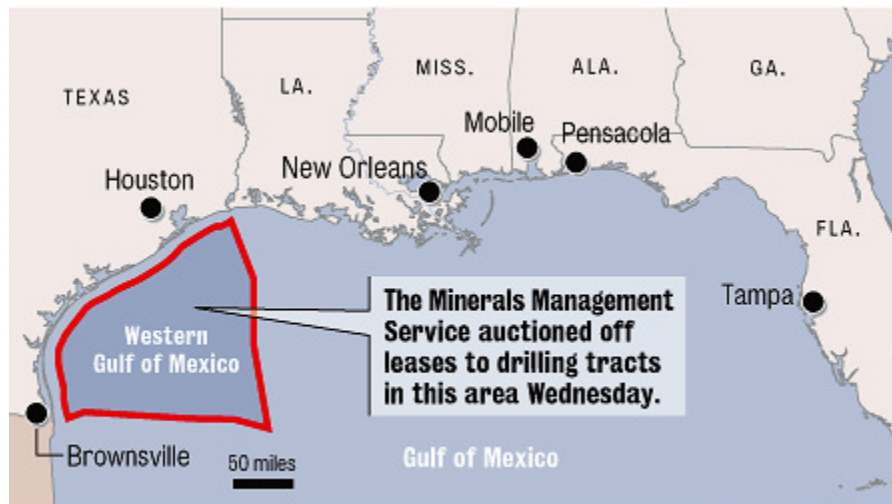 TEXAS
LA.
MISS.
ALA.
GA.
Mobile
Pensacola
Houston
New Orleans
FLA.
Tampa
The Minerals Management
Service auctioned off
leases to drilling tracts
in this area Wednesday.
Western
Gulf of Mexico
Brownsville
50 miles
Gulf of Mexico